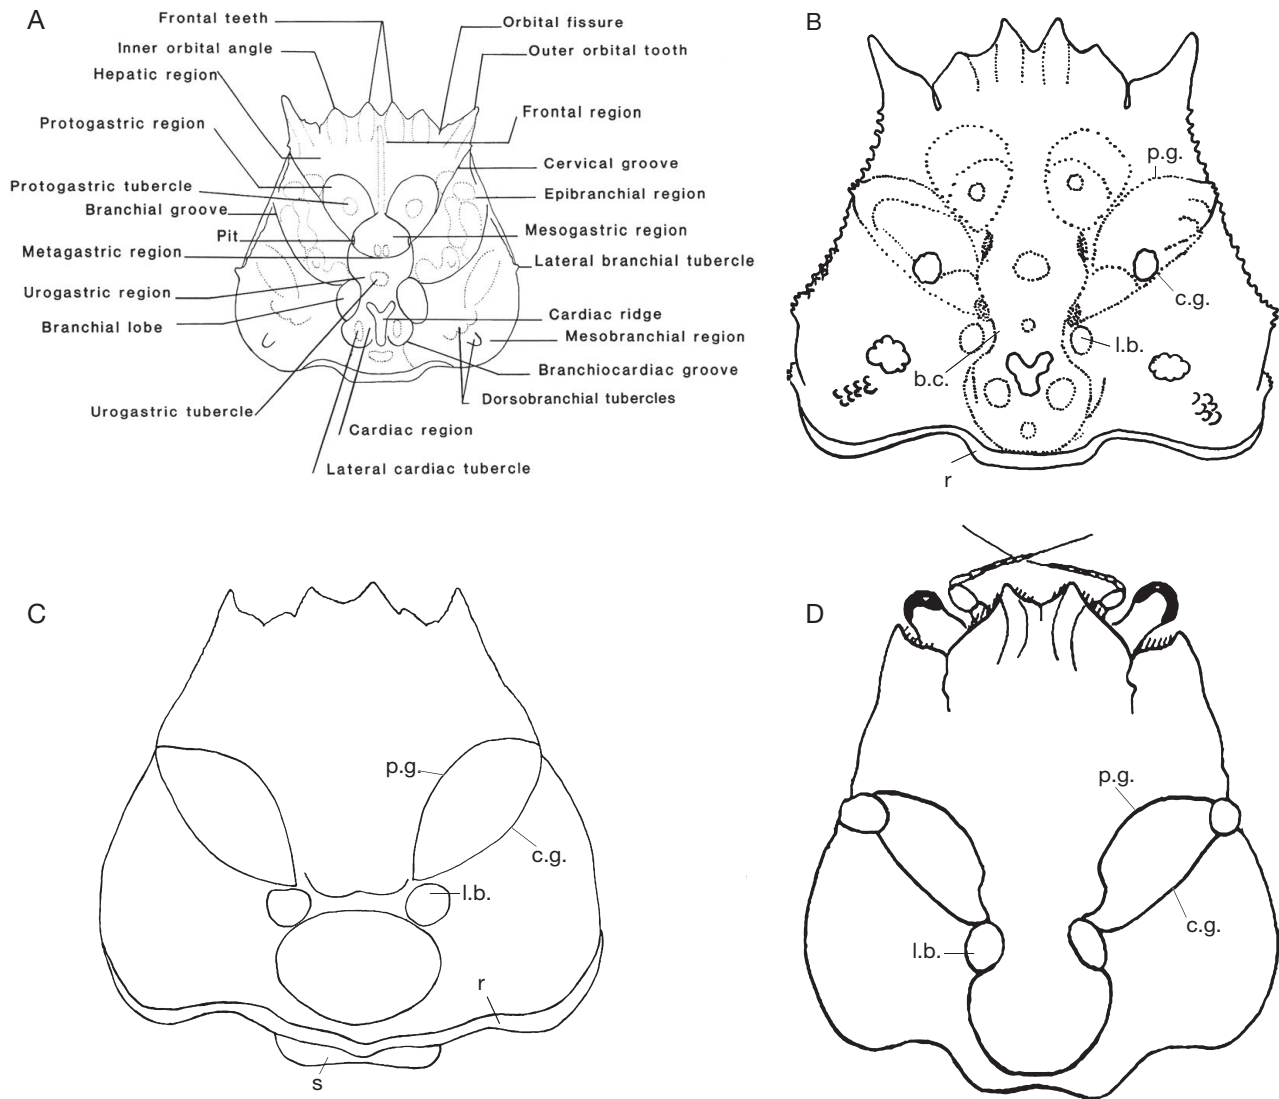 A
Frontal teeth
Inner orbital angle
Hepatic region
Protogastric region
Protogastric tubercle
Branchial groove
Pit
Metagastric region
Urogastric region
Branchial lobe
Urogastric tubercle
Orbital fissure
Outer orbital tooth
Frontal region
Cervical groove
Epibranchial region
Mesogastric region
Lateral branchial tubercle
Cardiac ridge
Mesobranchial region
Branchiocardiac groove
Dorsobranchial tubercles
Cardiac region
Lateral cardiac tubercle
B
p.g.
c.g.
l.b.
b.c.
r
C
p.g.
c.g.
l.b.
r
s
D
p.g.
c.g.
l.b.